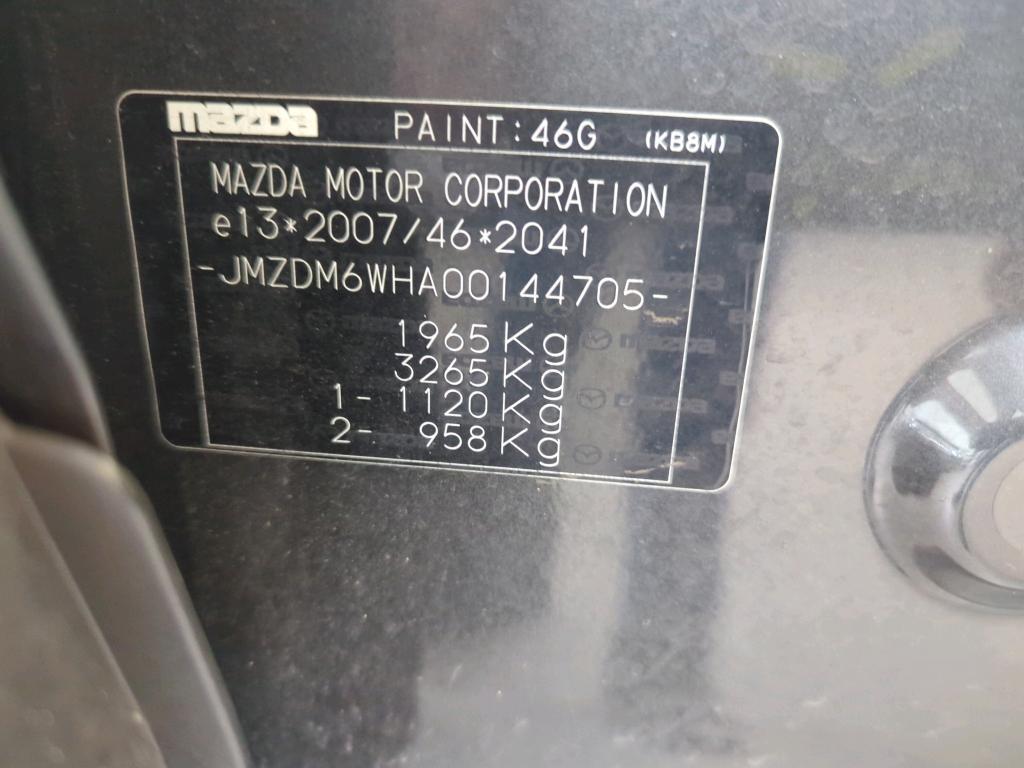 mazda PAINT: 46G (KB8M)
MAZDA MOTOR CORPORATION
e13*2007/46*2041
-JMZDM6WHA00144705-
1965 Kg
3265 Kg
1- 1120 Kg
2- 958 Kg